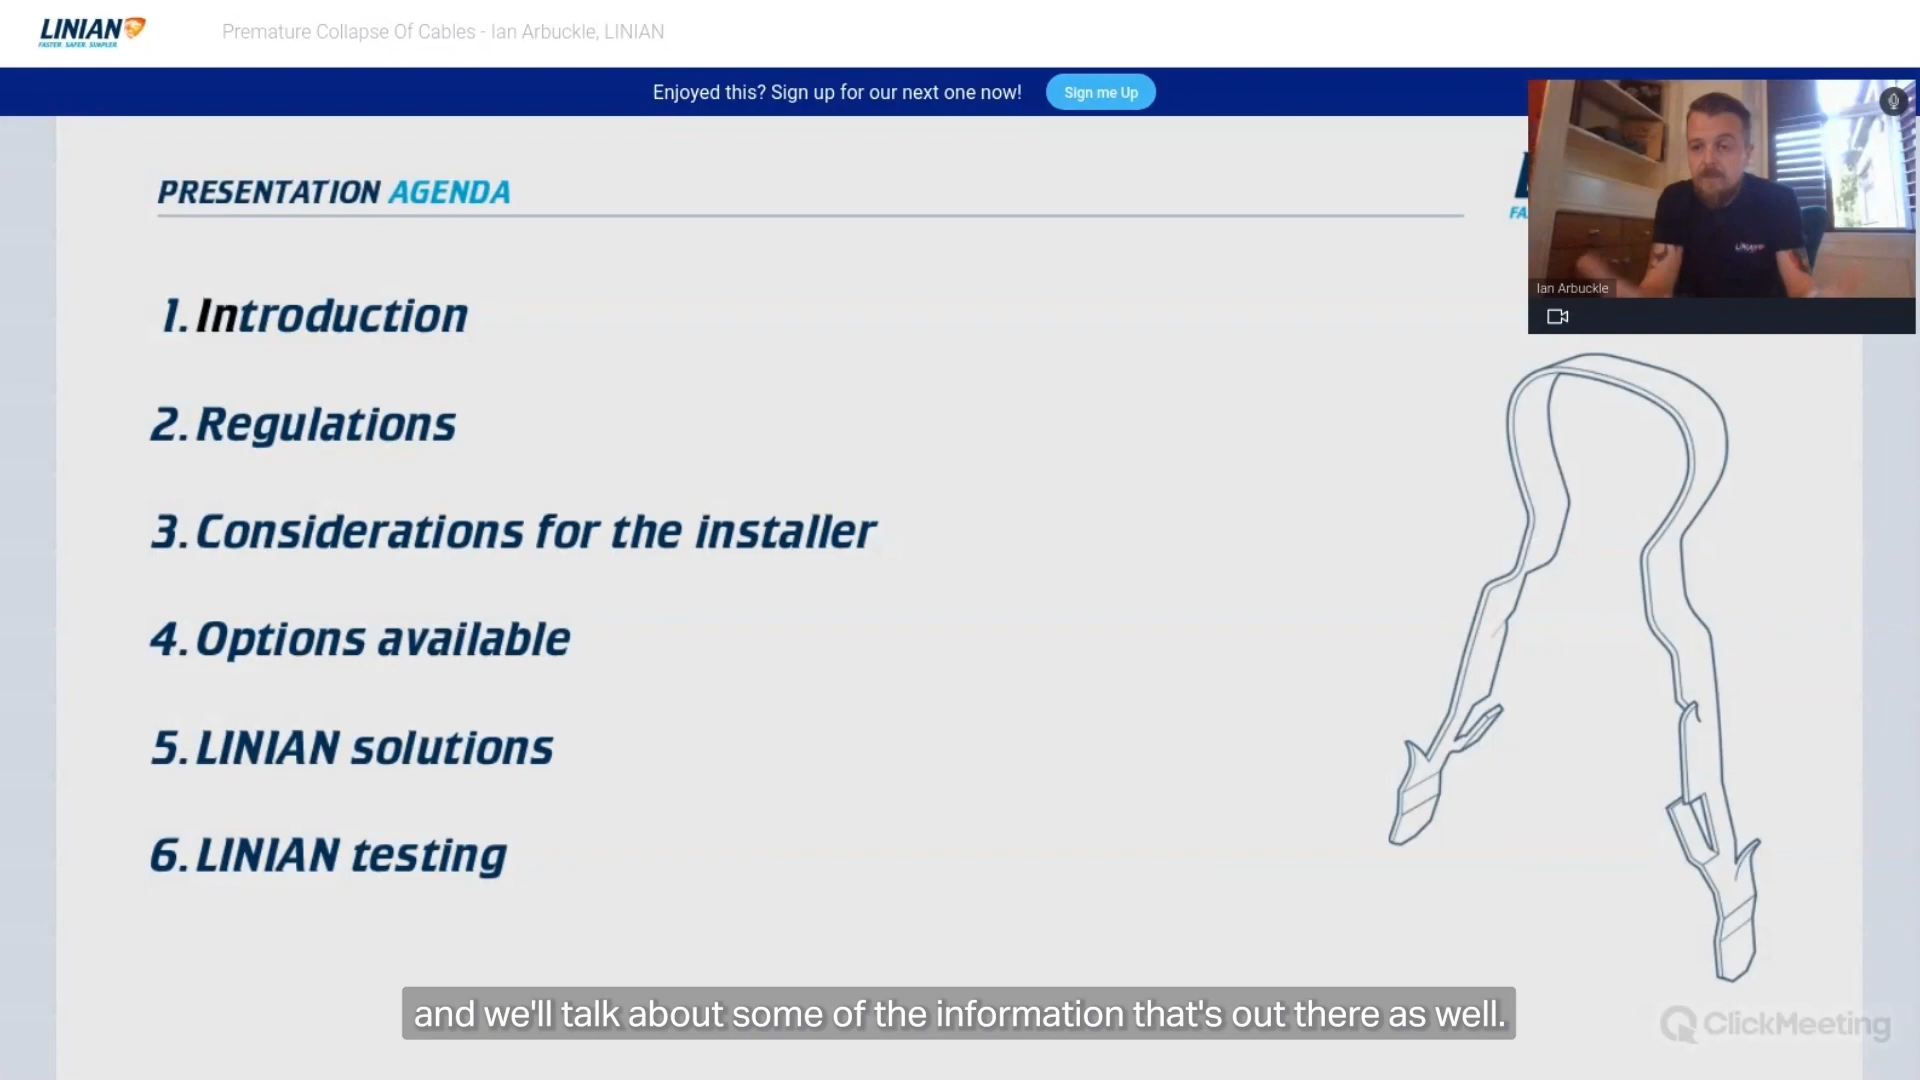 LINIAN
FASTER. SAFER. SIMPLER.
Premature Collapse Of Cables - Ian Arbuckle, LINIAN
Enjoyed this? Sign up for our next one now!
Sign me Up
PRESENTATION AGENDA
FA
LINIAN
Ian Arbuckle
1. Introduction
2. Regulations
3. Considerations for the installer
4. Options available
5. LINIAN solutions
6. LINIAN testing
and we'll talk about some of the information that's out there as well.
ClickMeeting